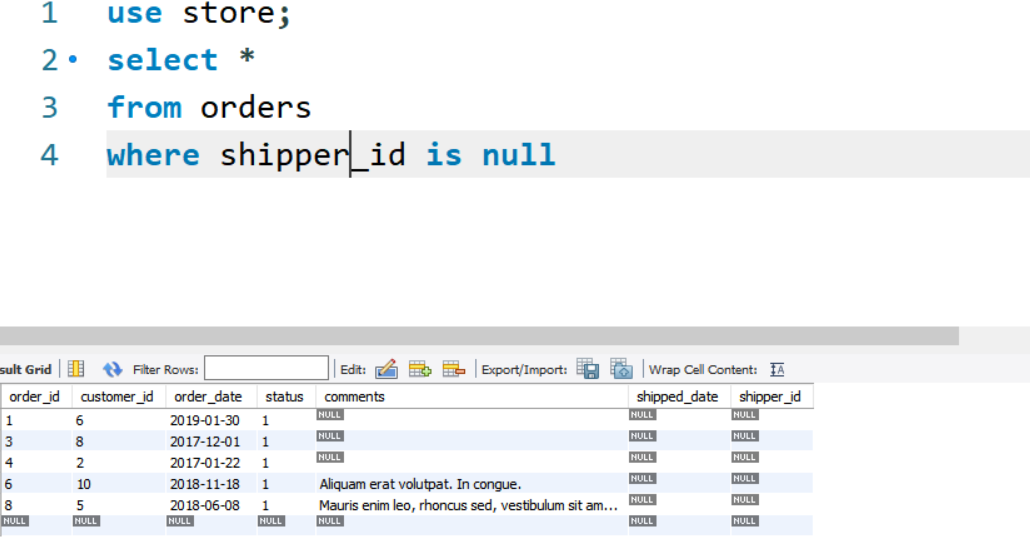 1 use store;
2 select *
3 from orders
4 where shipper_id is null
sult Grid Filter Rows: Edit: Export/Import: Wrap Cell Content: IA
order_id customer_id order_date status comments shipped_date shipper_id
1 6 2019-01-30 1 NULL NULL NULL
3 8 2017-12-01 1 NULL NULL NULL
4 2 2017-01-22 1 NULL NULL NULL
6 10 2018-11-18 1 Aliquam erat volutpat. In congue. NULL NULL
8 5 2018-06-08 1 Mauris enim leo, rhoncus sed, vestibulum sit am... NULL NULL
NULL NULL NULL NULL NULL NULL NULL